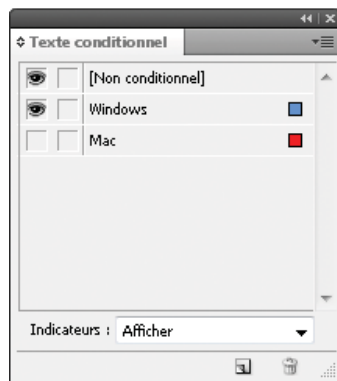 Texte conditionnel
[Non conditionnel]
Windows
Mac
Indicateurs : Afficher